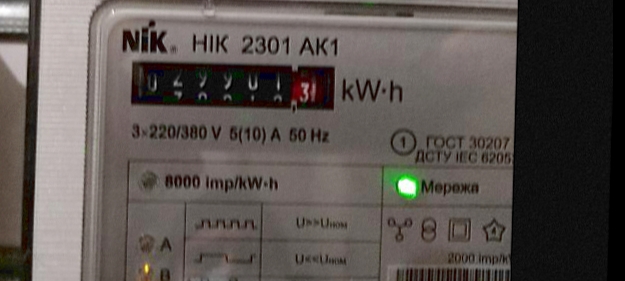 NiK® НІК 2301 АК1
kW·h
3×220/380 V 5(10) A 50 Hz
1 ГОСТ 30207
ДСТУ IEC 6205
8000 imp/kW·h
Мережа
A
U>>Uном
B
U<<Uном
2000 imp/k